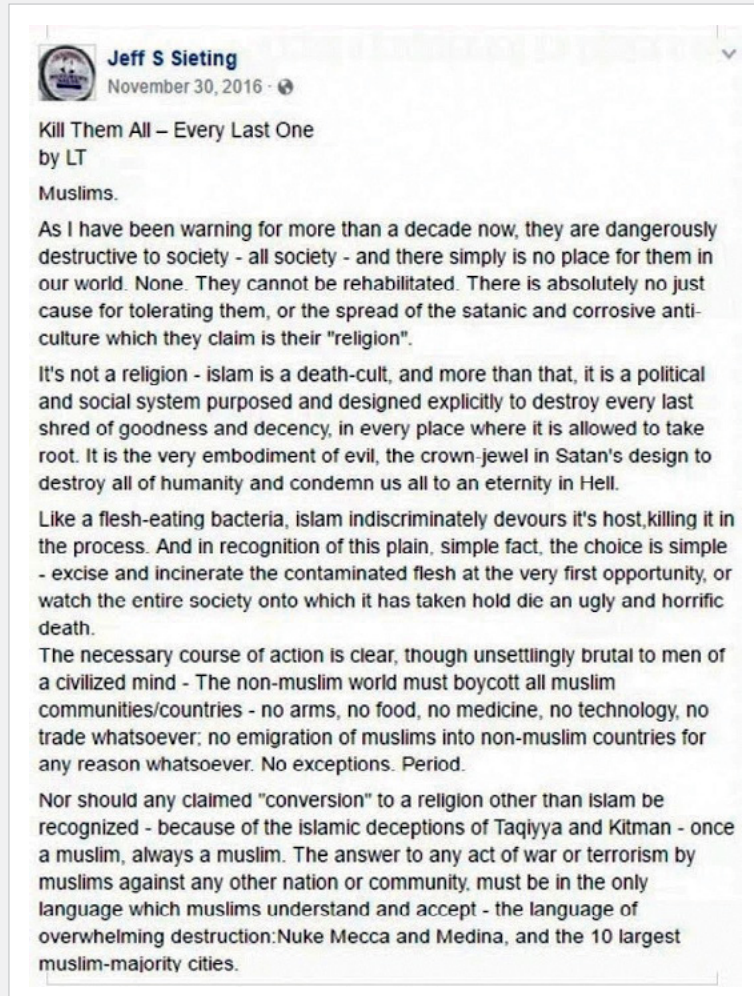 Jeff S Sieting
November 30, 2016 ·
Kill Them All – Every Last One
by LT
Muslims.
As I have been warning for more than a decade now, they are dangerously
destructive to society - all society - and there simply is no place for them in
our world. None. They cannot be rehabilitated. There is absolutely no just
cause for tolerating them, or the spread of the satanic and corrosive anti-
culture which they claim is their "religion".
It's not a religion - islam is a death-cult, and more than that, it is a political
and social system purposed and designed explicitly to destroy every last
shred of goodness and decency, in every place where it is allowed to take
root. It is the very embodiment of evil, the crown-jewel in Satan's design to
destroy all of humanity and condemn us all to an eternity in Hell.
Like a flesh-eating bacteria, islam indiscriminately devours it's host,killing it in
the process. And in recognition of this plain, simple fact, the choice is simple
- excise and incinerate the contaminated flesh at the very first opportunity, or
watch the entire society onto which it has taken hold die an ugly and horrific
death.
The necessary course of action is clear, though unsettlingly brutal to men of
a civilized mind - The non-muslim world must boycott all muslim
communities/countries - no arms, no food, no medicine, no technology, no
trade whatsoever; no emigration of muslims into non-muslim countries for
any reason whatsoever. No exceptions. Period.
Nor should any claimed "conversion" to a religion other than islam be
recognized - because of the islamic deceptions of Taqiyya and Kitman - once
a muslim, always a muslim. The answer to any act of war or terrorism by
muslims against any other nation or community, must be in the only
language which muslims understand and accept - the language of
overwhelming destruction:Nuke Mecca and Medina, and the 10 largest
muslim-majority cities.